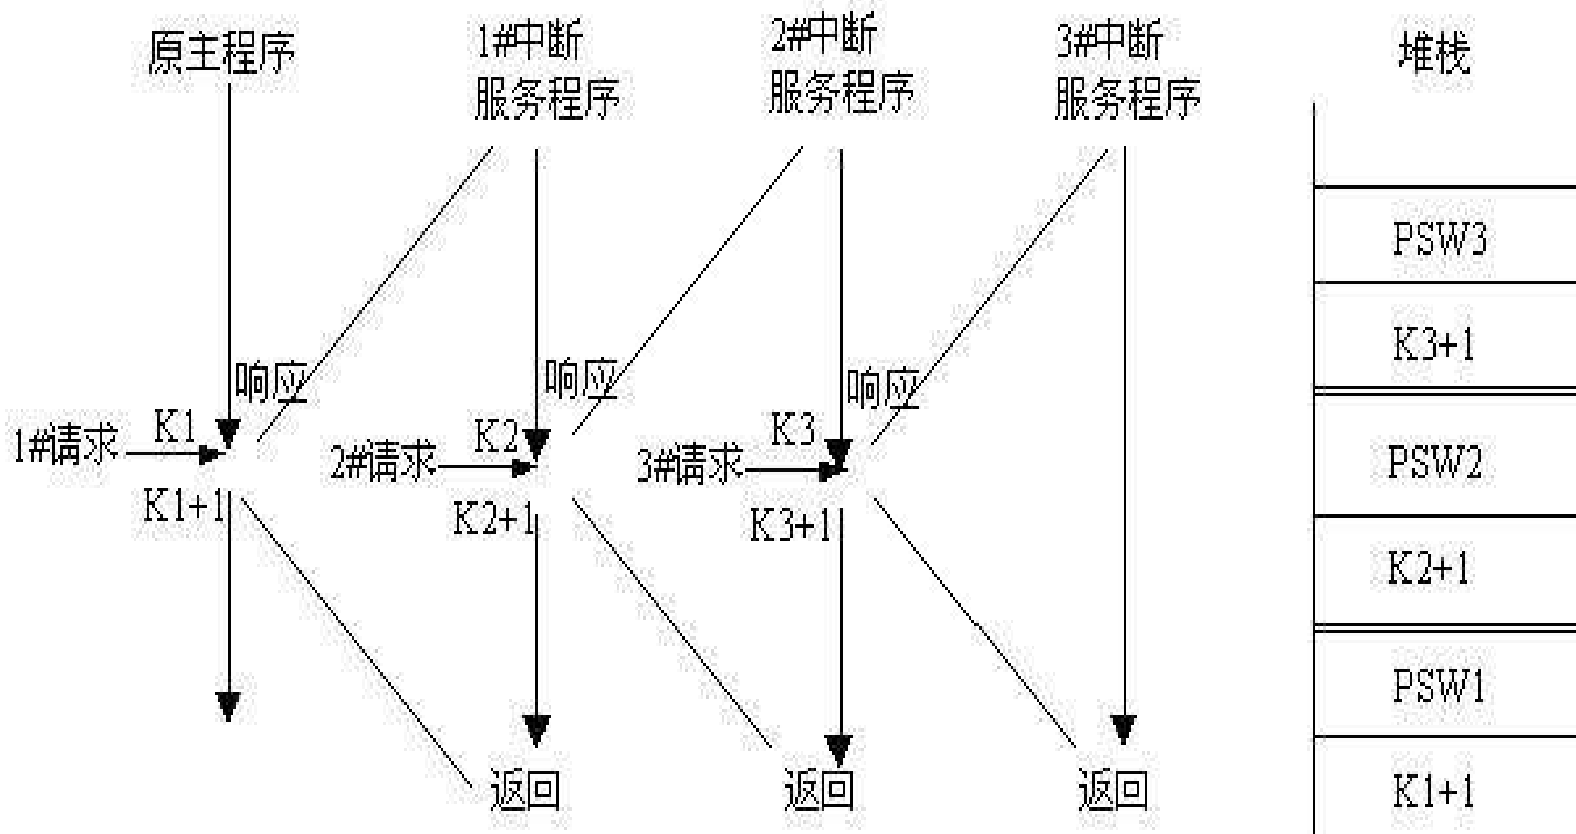 原主程序
1#中断
服务程序
2#中断
服务程序
3#中断
服务程序
堆栈
响应
响应
响应
1#请求
K1
2#请求
K2
3#请求
K3
K1+1
K2+1
K3+1
返回
返回
返回
PSW3
K3+1
PSW2
K2+1
PSW1
K1+1